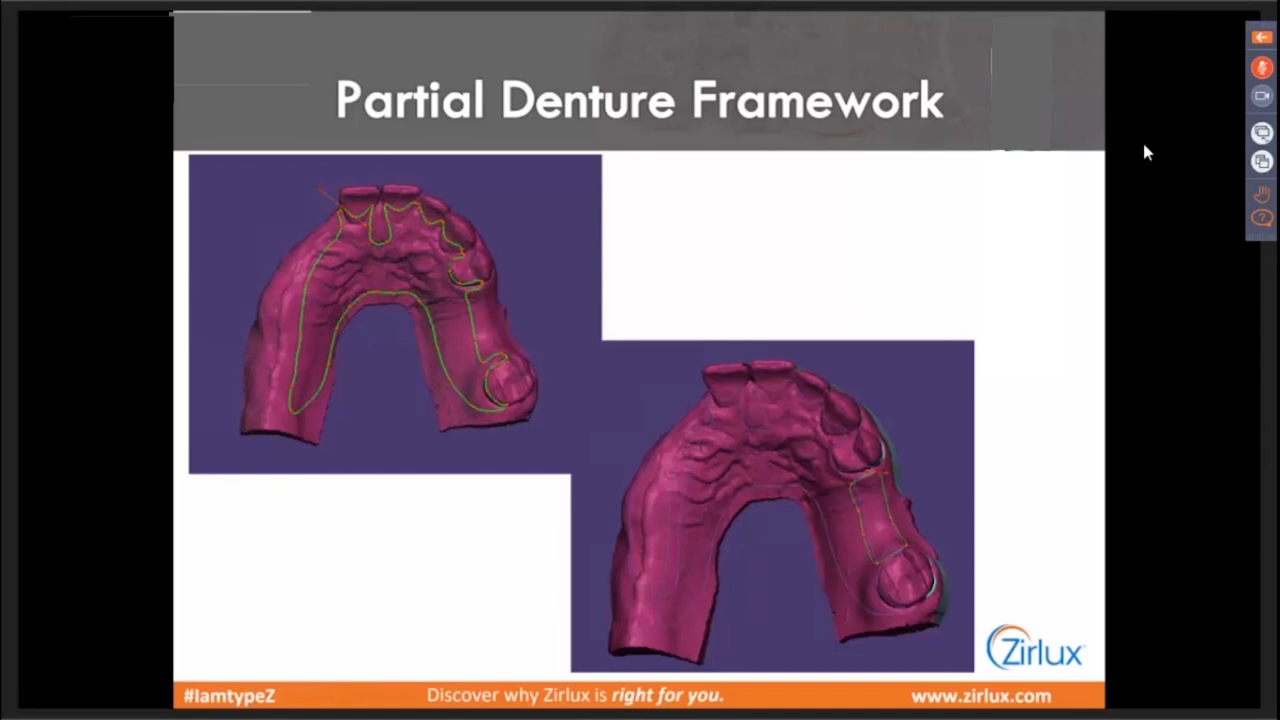 Partial Denture Framework
Zirlux
#IamtypeZ
Discover why Zirlux is right for you.
www.zirlux.com